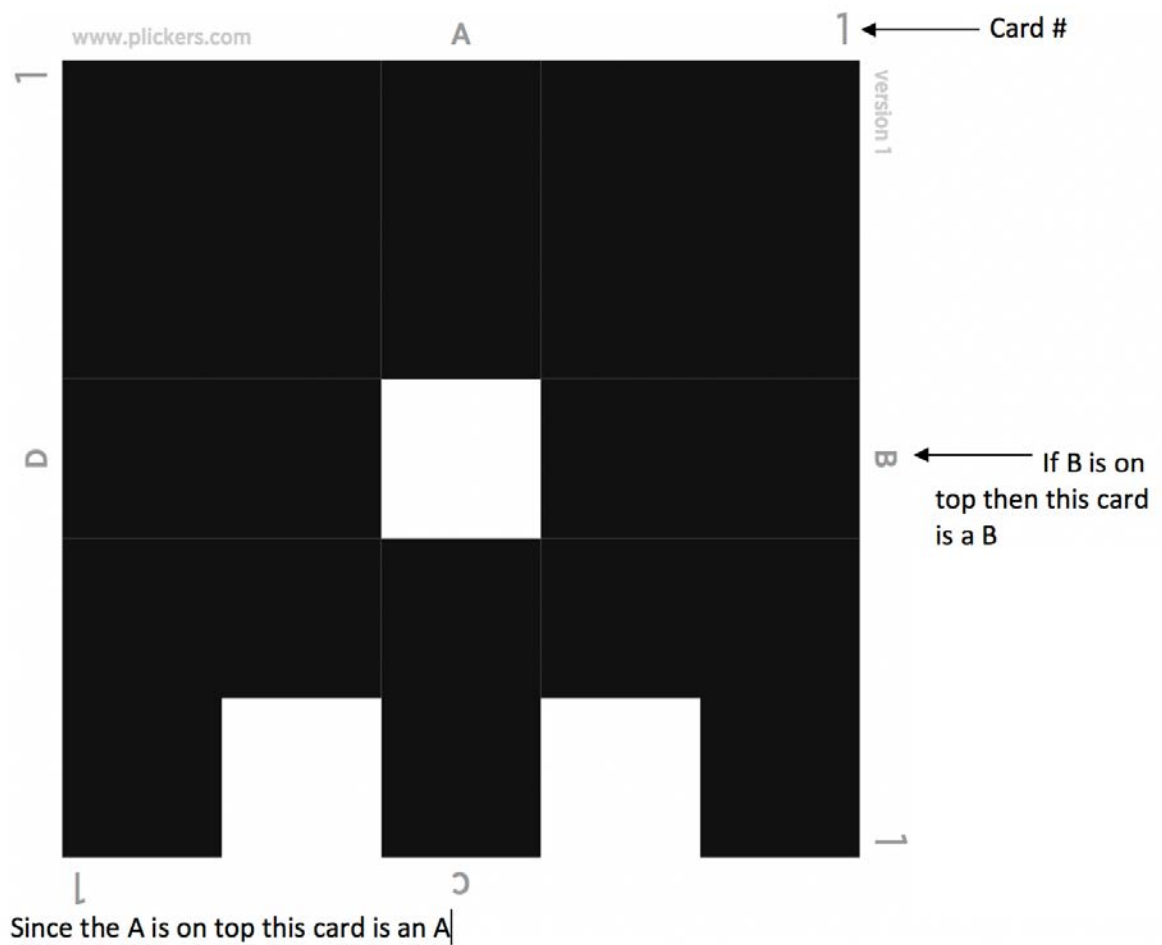 www.plickers.com
A
1
Card #
1
version 1
D
B
If B is on
top then this card
is a B
1
1
C
Since the A is on top this card is an A